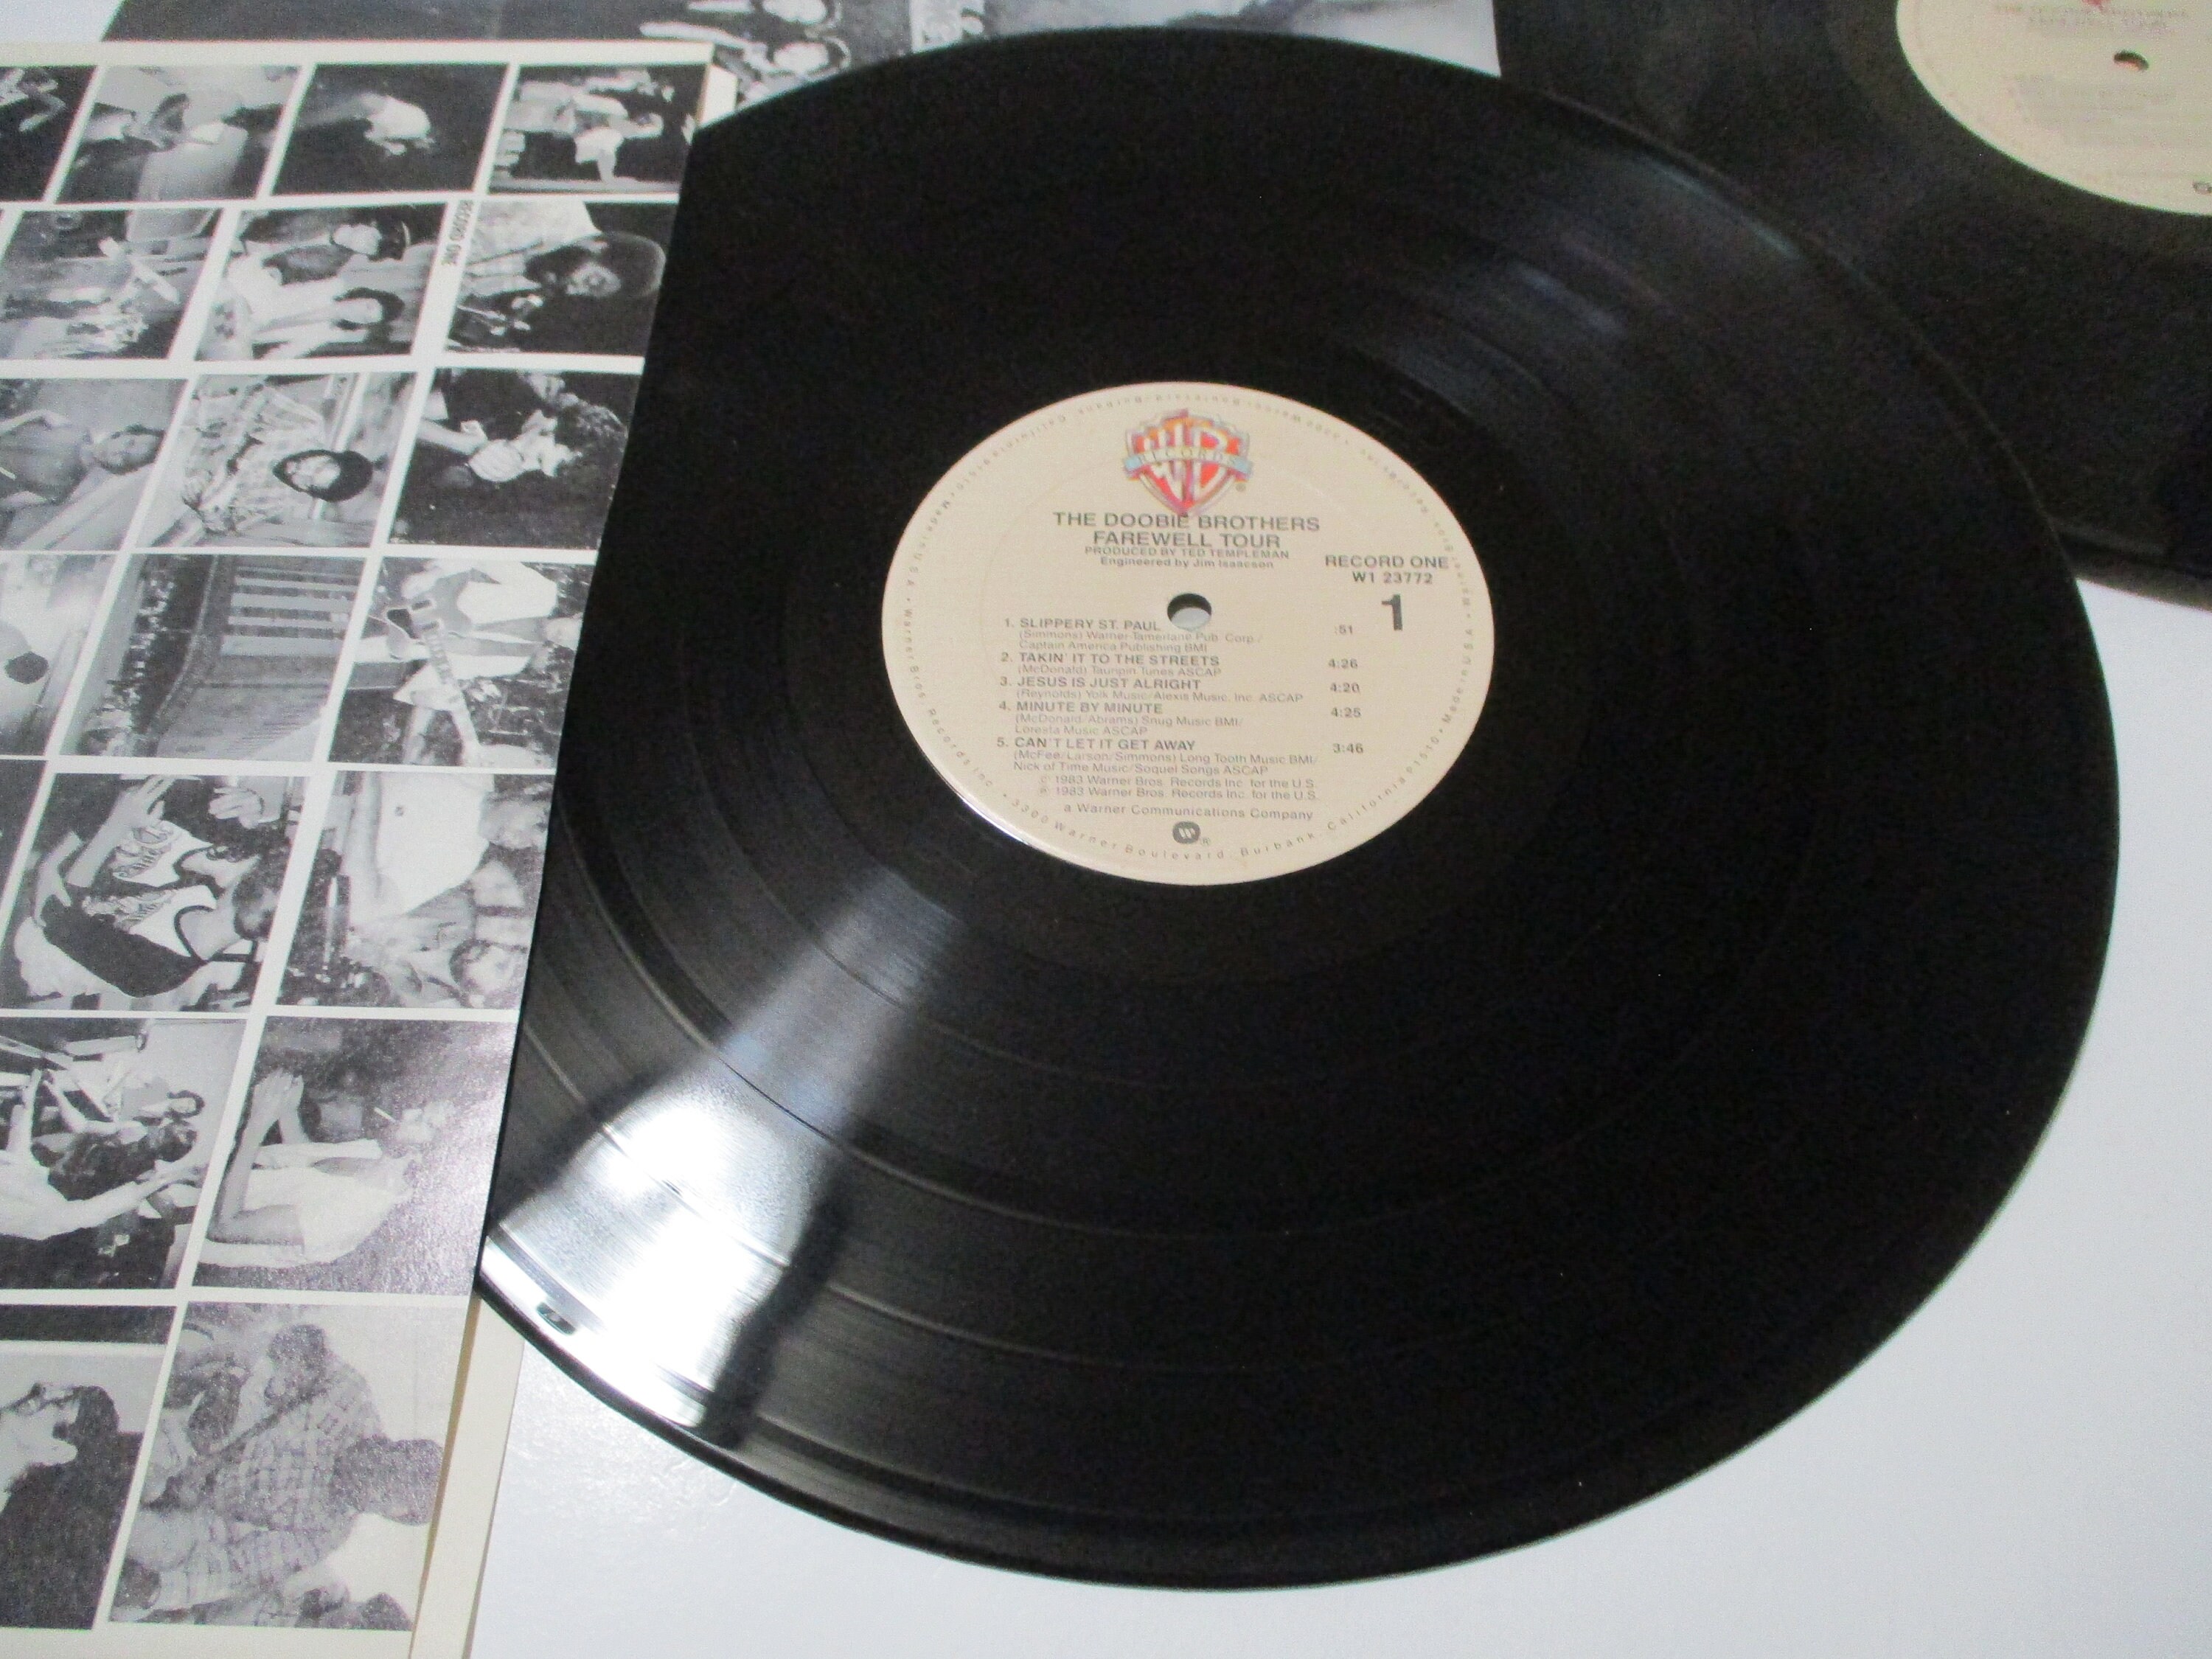 RECORD ONE
RECORDS
THE DOOBIE BROTHERS
FAREWELL TOUR
PRODUCED BY TED TEMPLEMAN
Engineered by Jim Isaacson
RECORD ONE
W1 23772
1
1. SLIPPERY ST. PAUL :51
(Simmons) Warner-Tamerlane Pub. Corp./
Captain America Publishing BMI
2. TAKIN' IT TO THE STREETS 4:26
(McDonald) Tauripin Tunes ASCAP
3. JESUS IS JUST ALRIGHT 4:20
(Reynolds) Yolk Music/Alexis Music, Inc. ASCAP
4. MINUTE BY MINUTE 4:25
(McDonald/Abrams) Snug Music BMI/
Loresta Music ASCAP
5. CAN'T LET IT GET AWAY 3:46
(McFee/Larson/Simmons) Long Tooth Music BMI/
Nick of Time Music/Soquel Songs ASCAP
© 1983 Warner Bros. Records Inc. for the U.S.
℗ 1983 Warner Bros. Records Inc. for the U.S.
a Warner Communications Company
Made in U.S.A. • Warner Bros. Records Inc. • 3300 Warner Boulevard, Burbank, California 91510 • Made in U.S.A.